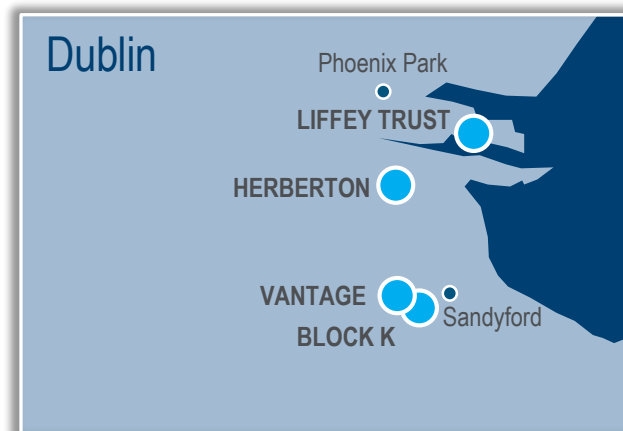 Dublin
Phoenix Park
LIFFEY TRUST
HERBERTON
VANTAGE
Sandyford
BLOCK K